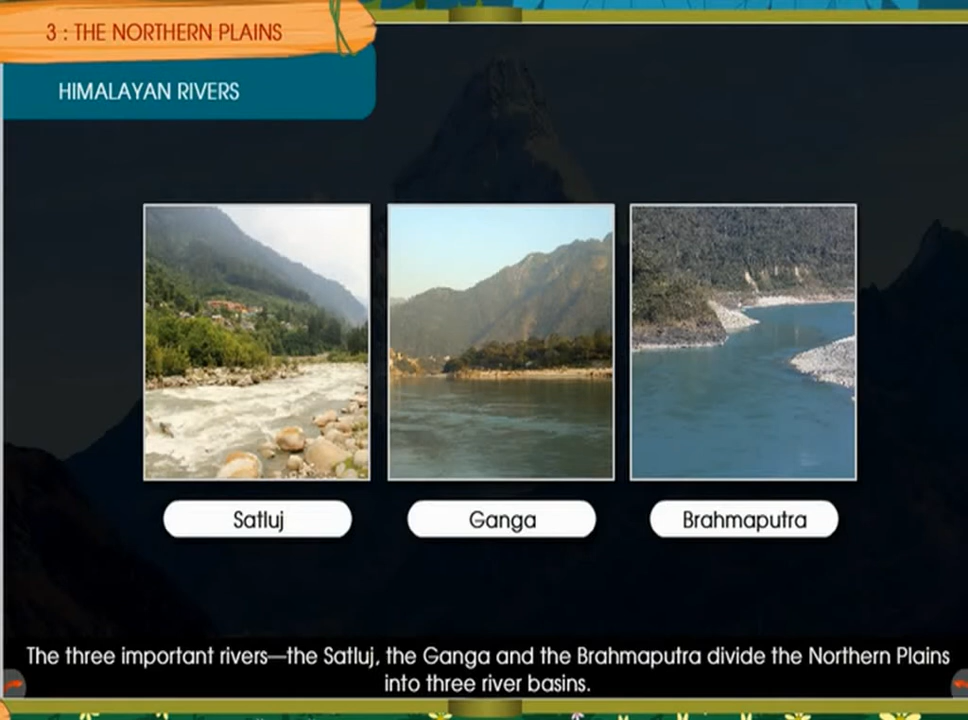 3 : THE NORTHERN PLAINS
HIMALAYAN RIVERS
Satluj
Ganga
Brahmaputra
The three important rivers—the Satluj, the Ganga and the Brahmaputra divide the Northern Plains
into three river basins.